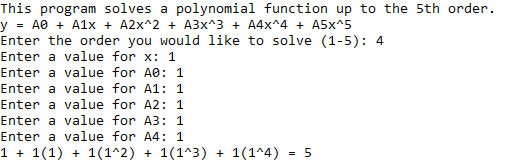 This program solves a polynomial function up to the 5th order.
y = A0 + A1x + A2x^2 + A3x^3 + A4x^4 + A5x^5
Enter the order you would like to solve (1-5): 4
Enter a value for x: 1
Enter a value for A0: 1
Enter a value for A1: 1
Enter a value for A2: 1
Enter a value for A3: 1
Enter a value for A4: 1
1 + 1(1) + 1(1^2) + 1(1^3) + 1(1^4) = 5